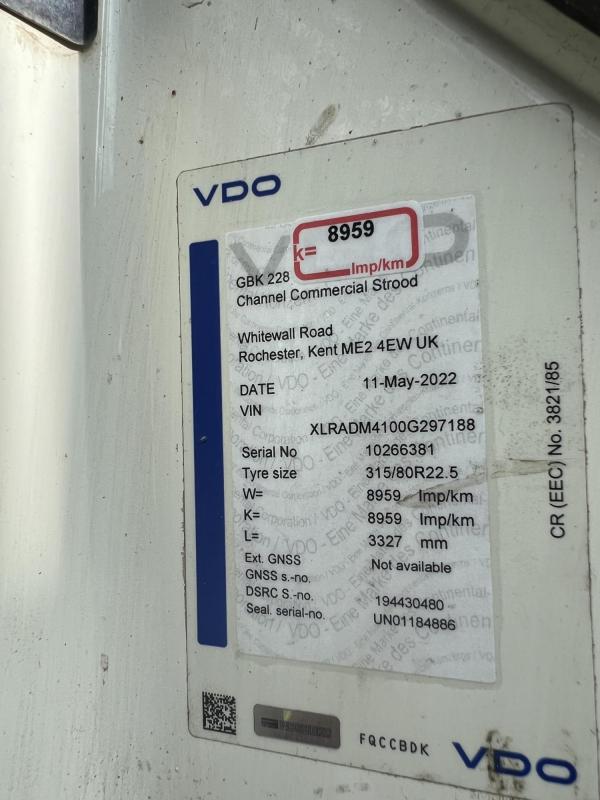 VDO
k= 8959 Imp/km
GBK 228
Channel Commercial Strood
Whitewall Road
Rochester, Kent ME2 4EW UK
DATE 11-May-2022
VIN
XLRADM4100G297188
Serial No 10266381
Tyre size 315/80R22.5
W= 8959 Imp/km
K= 8959 Imp/km
L= 3327 mm
Ext. GNSS Not available
GNSS s.-no.
DSRC S.-no. 194430480
Seal. serial-no. UN01184886
CR (EEC) No. 3821/85
FQCCBDK
VDO